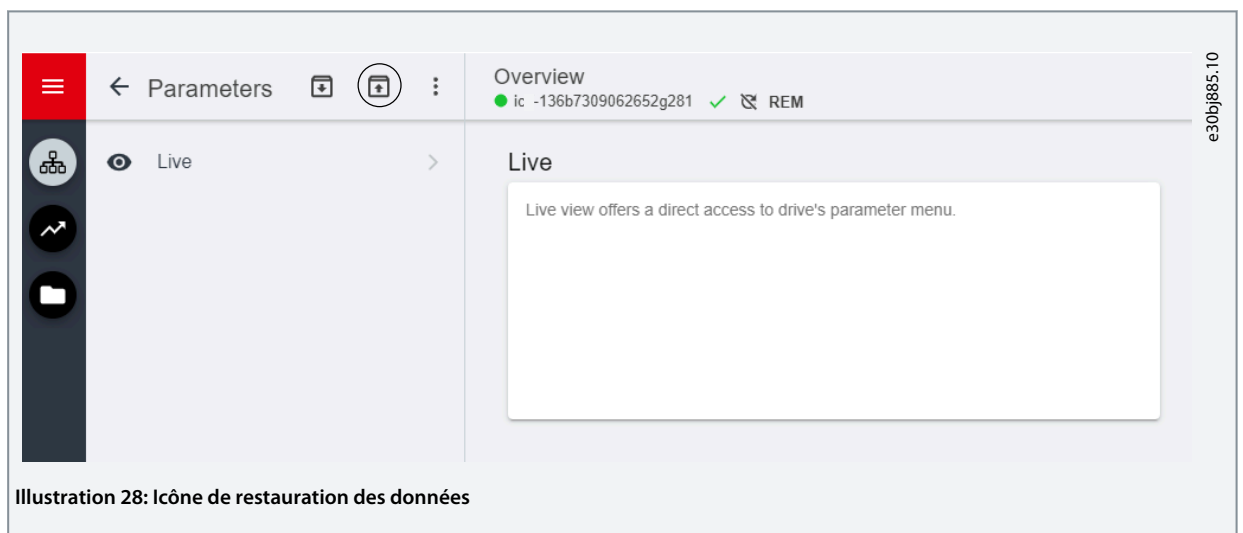 Parameters
Overview
ic -136b7309062652g281 REM
Live
Live
Live view offers a direct access to drive's parameter menu.
e30bj885.10
Illustration 28: Icône de restauration des données